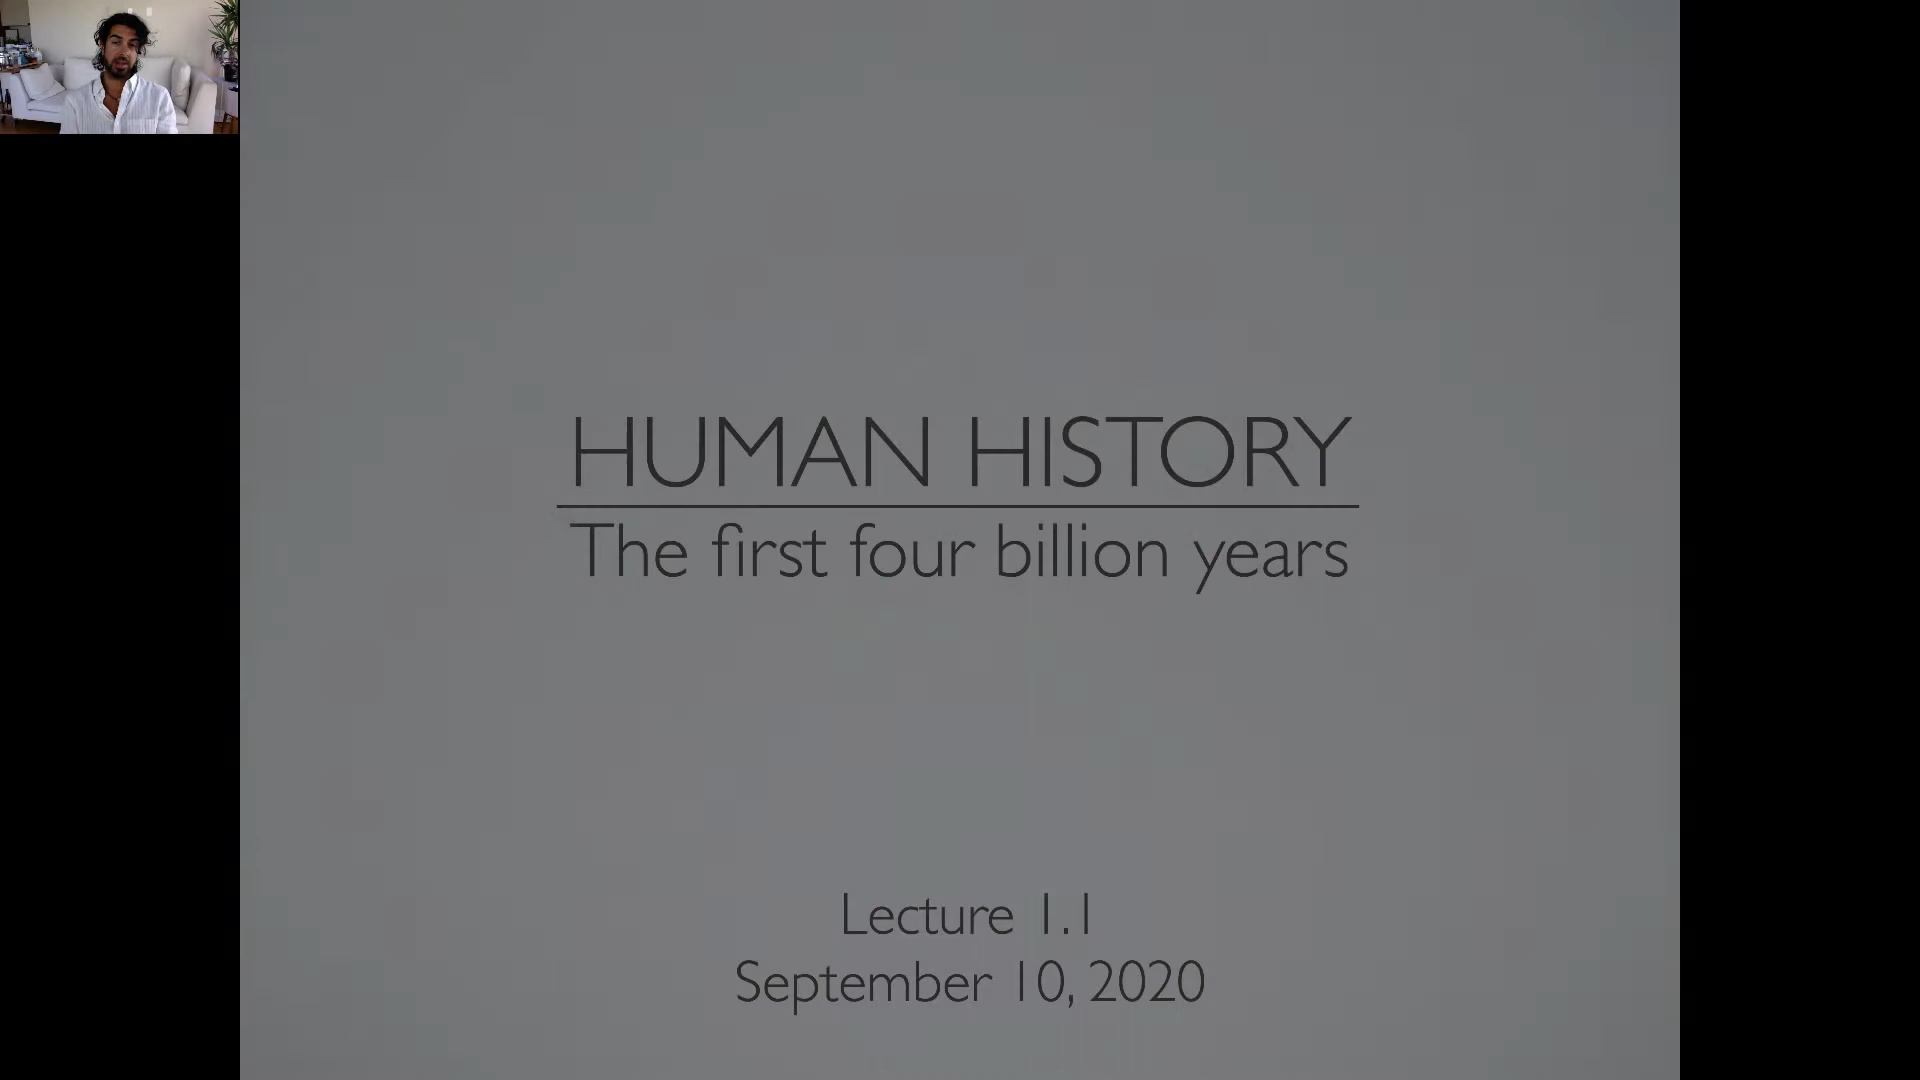 HUMAN HISTORY
The first four billion years
Lecture 1.1
September 10, 2020